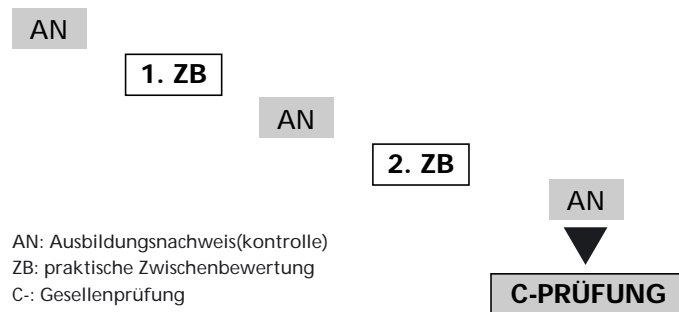 AN
1. ZB
AN
2. ZB
AN
AN: Ausbildungsnachweis(kontrolle)
ZB: praktische Zwischenbewertung
C-: Gesellenprüfung
C-PRÜFUNG